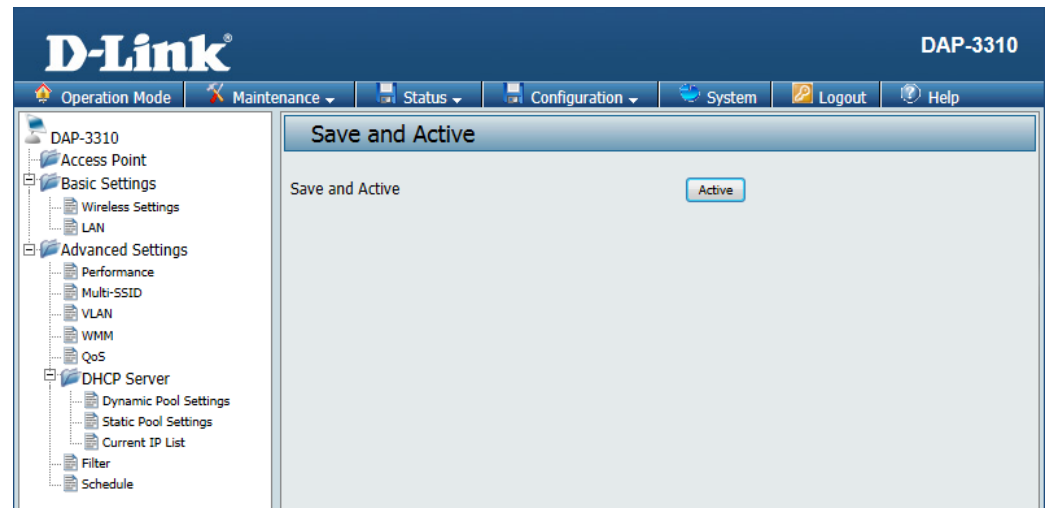 D-Link®
DAP-3310
Operation Mode Maintenance Status Configuration System Logout Help
DAP-3310
Access Point
Basic Settings
Wireless Settings
LAN
Advanced Settings
Performance
Multi-SSID
VLAN
WMM
QoS
DHCP Server
Dynamic Pool Settings
Static Pool Settings
Current IP List
Filter
Schedule
Save and Active
Save and Active Active